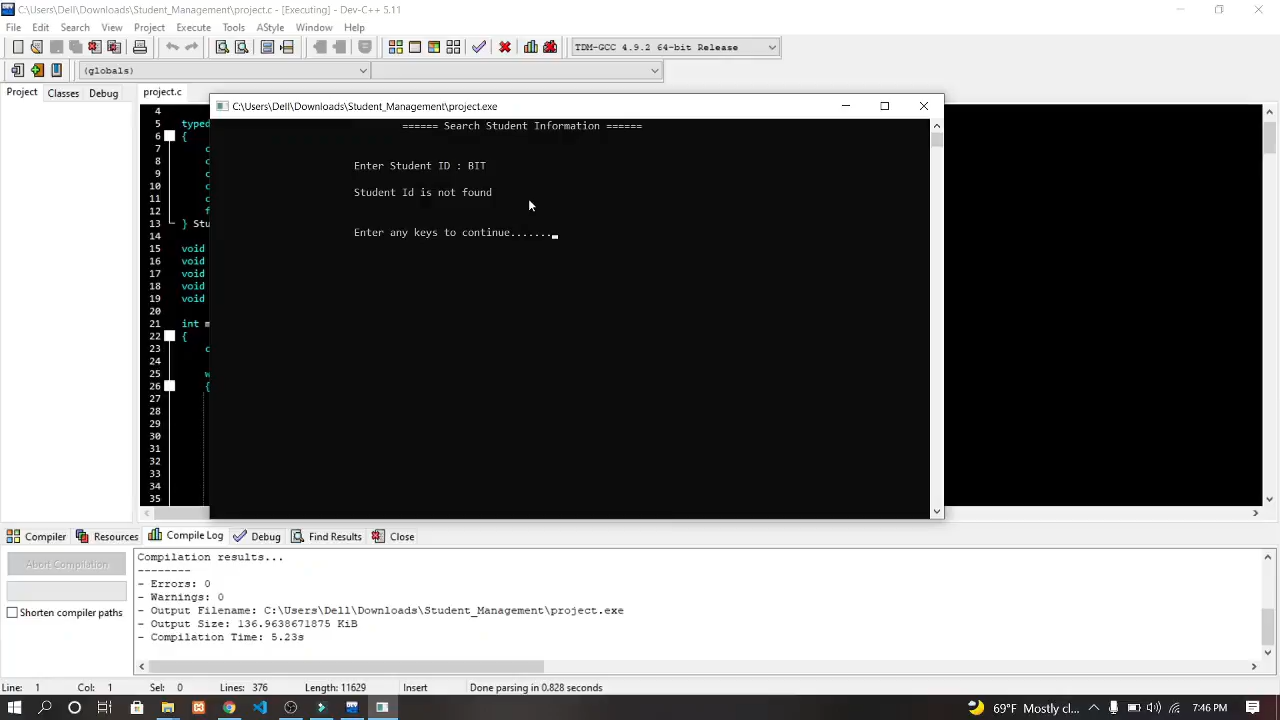 C:\Users\Dell\Downloads\Student_Management\project.c - [Executing] - Dev-C++ 5.11
File Edit Search View Project Execute Tools AStyle Window Help
TDM-GCC 4.9.2 64-bit Release
(globals)
Project Classes Debug project.c
C:\Users\Dell\Downloads\Student_Management\project.exe
====== Search Student Information ======
Enter Student ID : BIT
Student Id is not found
Enter any keys to continue.......
4
5 typed
6 {
7 c
8 c
9 c
10 c
11 c
12 f
13 } Stu
14
15 void
16 void
17 void
18 void
19 void
20
21 int m
22 {
23 c
24
25 w
26 {
27
28
29
30
31
32
33
34
35
Compiler Resources Compile Log Debug Find Results Close
Abort Compilation
Shorten compiler paths
Compilation results...
--------
- Errors: 0
- Warnings: 0
- Output Filename: C:\Users\Dell\Downloads\Student_Management\project.exe
- Output Size: 136.9638671875 KiB
- Compilation Time: 5.23s
Line: 1 Col: 1 Sel: 0 Lines: 376 Length: 11629 Insert Done parsing in 0.828 seconds
69°F Mostly cl... 7:46 PM